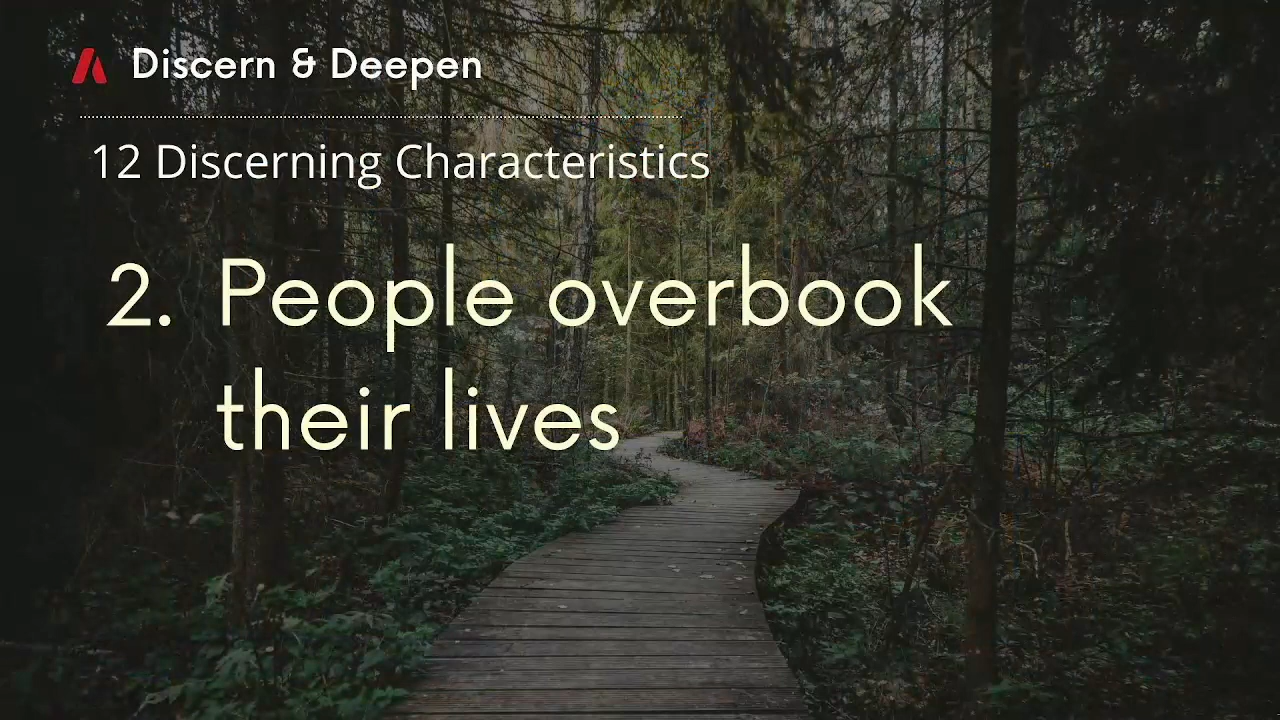 Discern & Deepen
12 Discerning Characteristics
2. People overbook
their lives